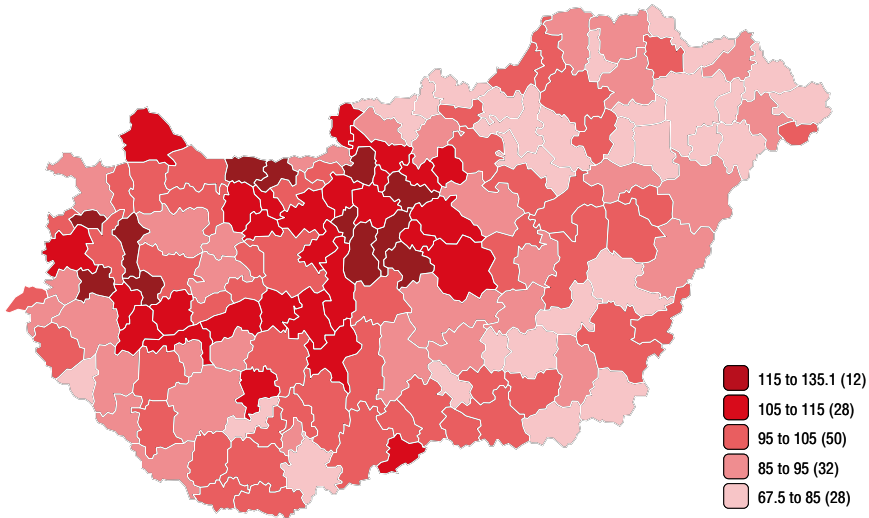 115 to 135.1 (12)
105 to 115 (28)
95 to 105 (50)
85 to 95 (32)
67.5 to 85 (28)